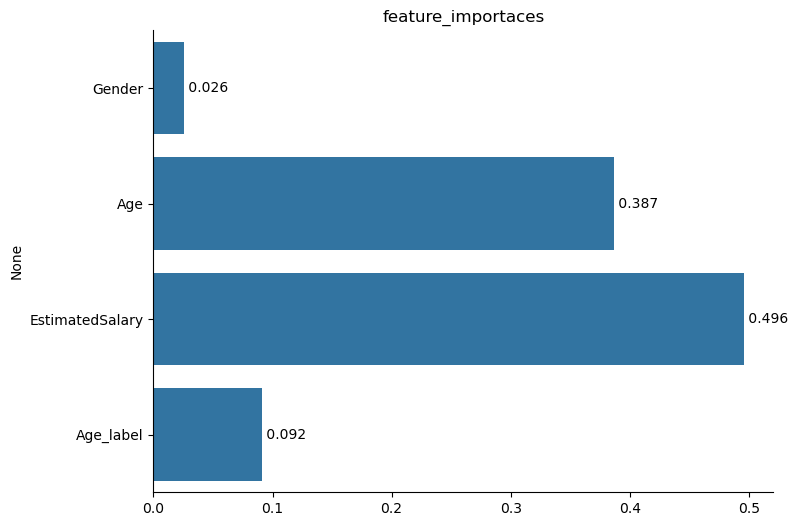 feature_importaces
Gender
0.026
Age
0.387
None
EstimatedSalary
0.496
Age_label
0.092
0.0
0.1
0.2
0.3
0.4
0.5